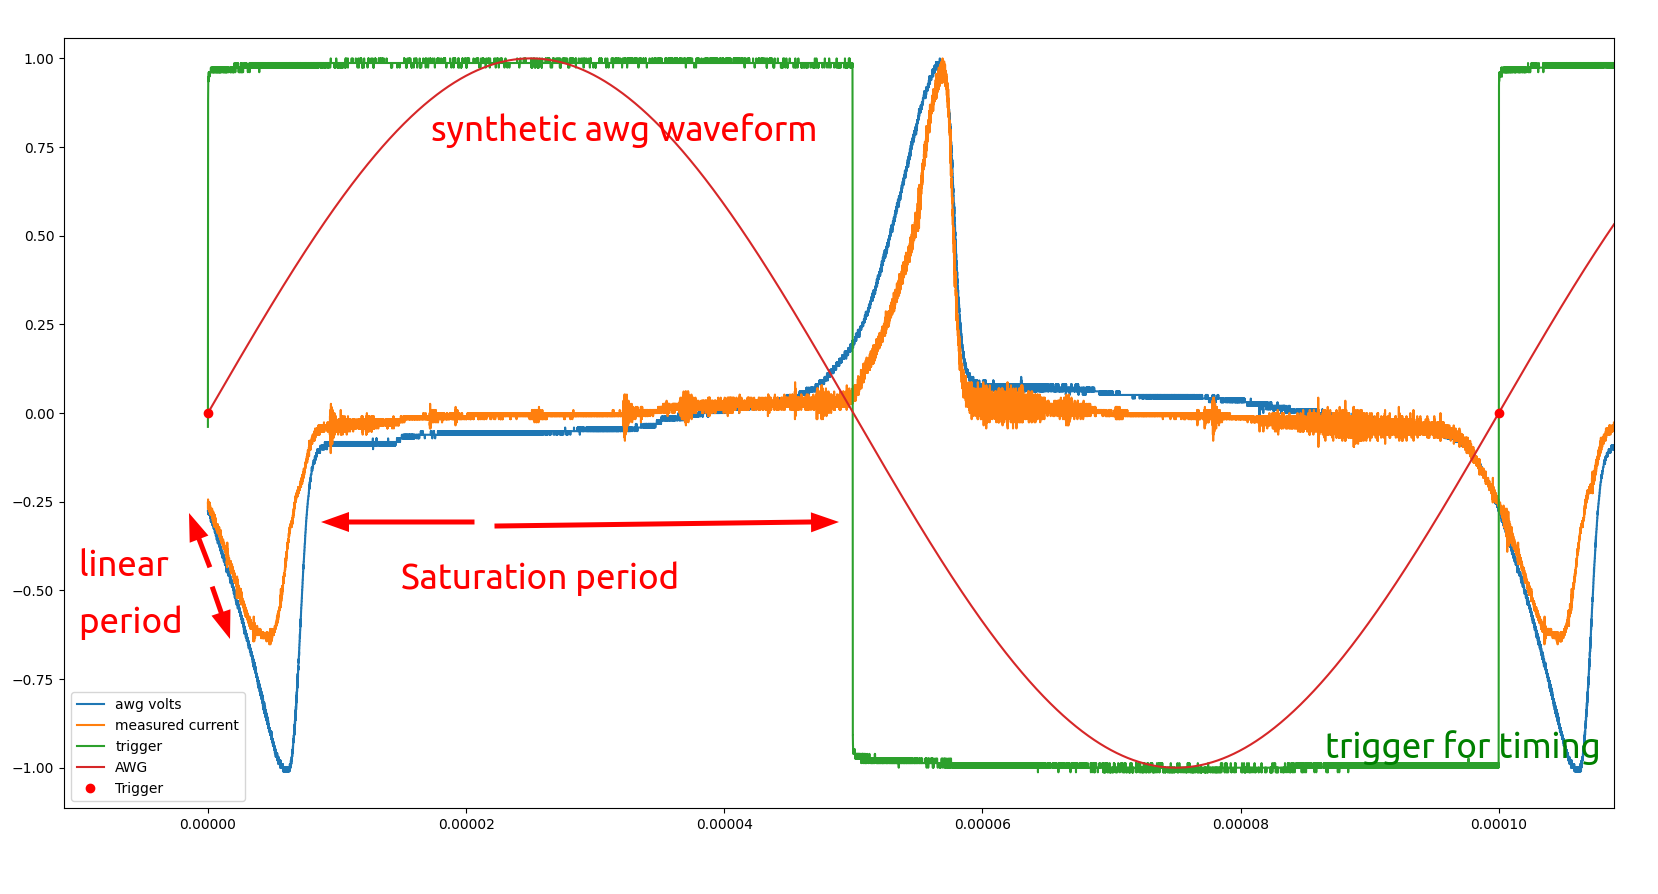 1.00
0.75
0.50
0.25
0.00
−0.25
−0.50
−0.75
−1.00
synthetic awg waveform
linear
period
Saturation period
trigger for timing
awg volts
measured current
trigger
AWG
Trigger
0.00000
0.00002
0.00004
0.00006
0.00008
0.00010